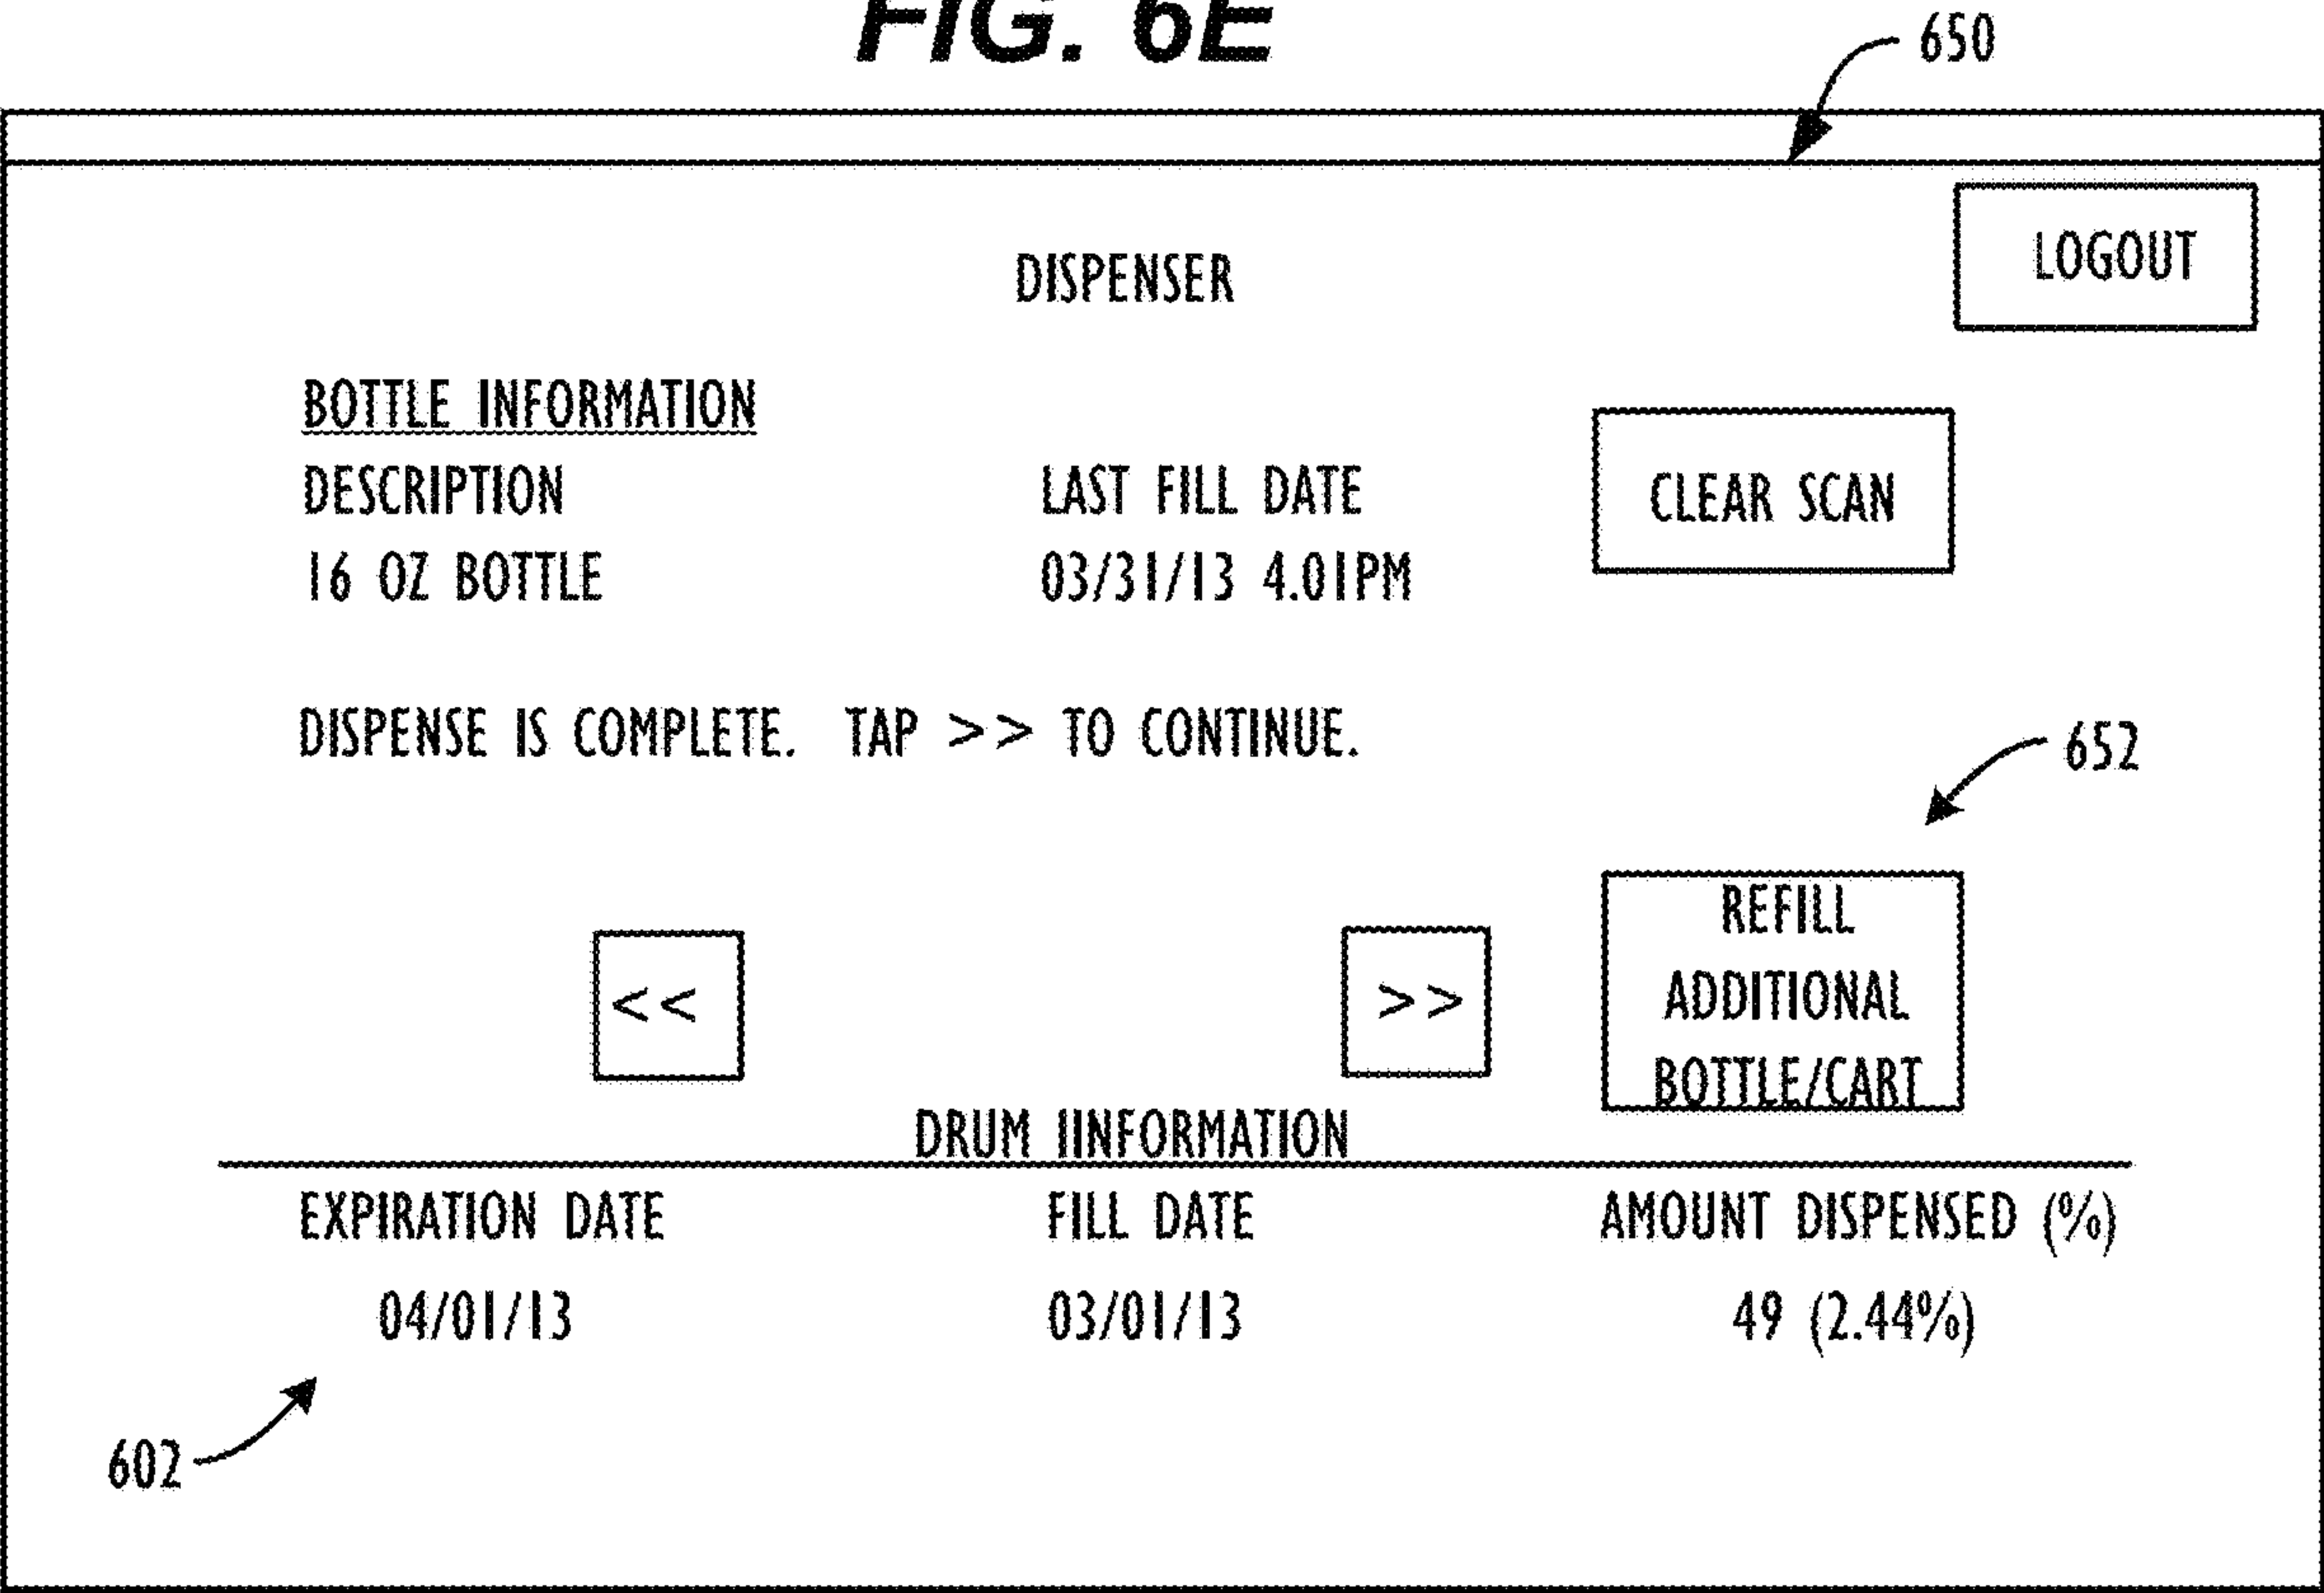 FIG. 6E
650
LOGOUT
DISPENSER
BOTTLE INFORMATION
DESCRIPTION LAST FILL DATE
CLEAR SCAN
16 OZ BOTTLE 03/31/13 4.01PM
DISPENSE IS COMPLETE. TAP >> TO CONTINUE.
652
<< >>
REFILL
ADDITIONAL
BOTTLE/CART
DRUM IINFORMATION
EXPIRATION DATE FILL DATE AMOUNT DISPENSED (%)
04/01/13 03/01/13 49 (2.44%)
602